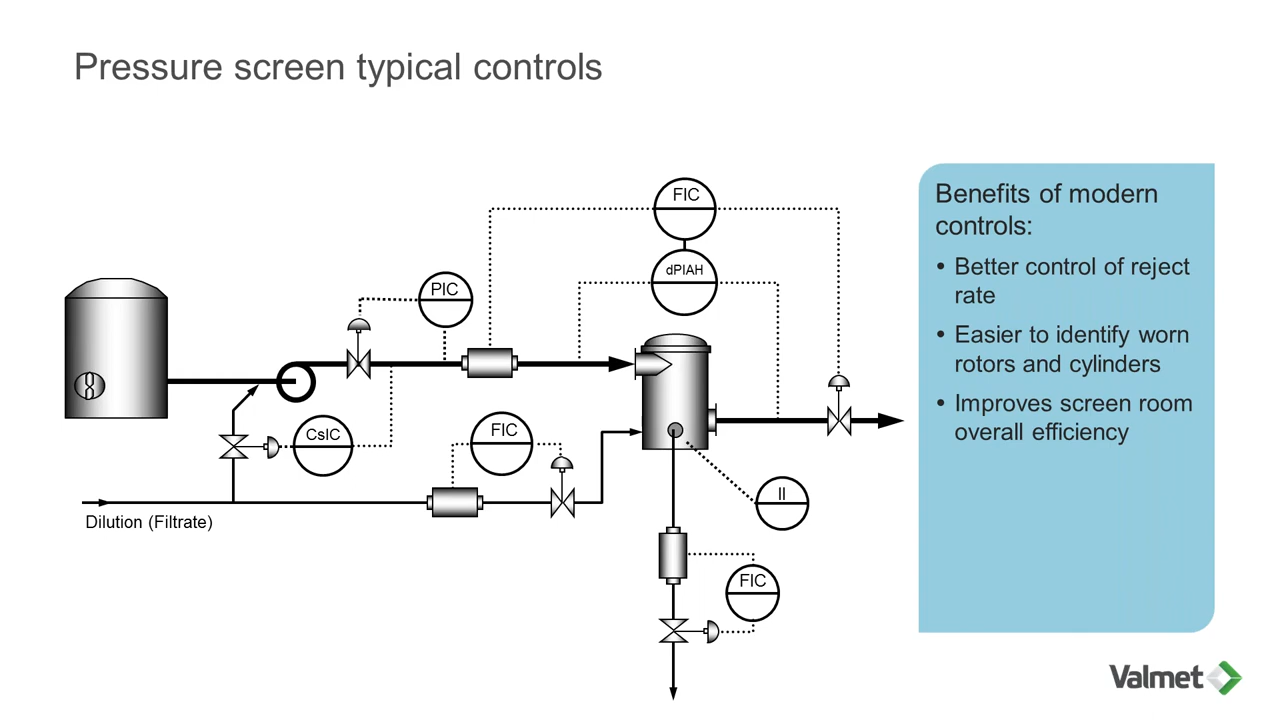 Pressure screen typical controls
FIC
dPIAH
PIC
CsIC
FIC
II
FIC
Dilution (Filtrate)
Benefits of modern
controls:
• Better control of reject
rate
• Easier to identify worn
rotors and cylinders
• Improves screen room
overall efficiency
Valmet